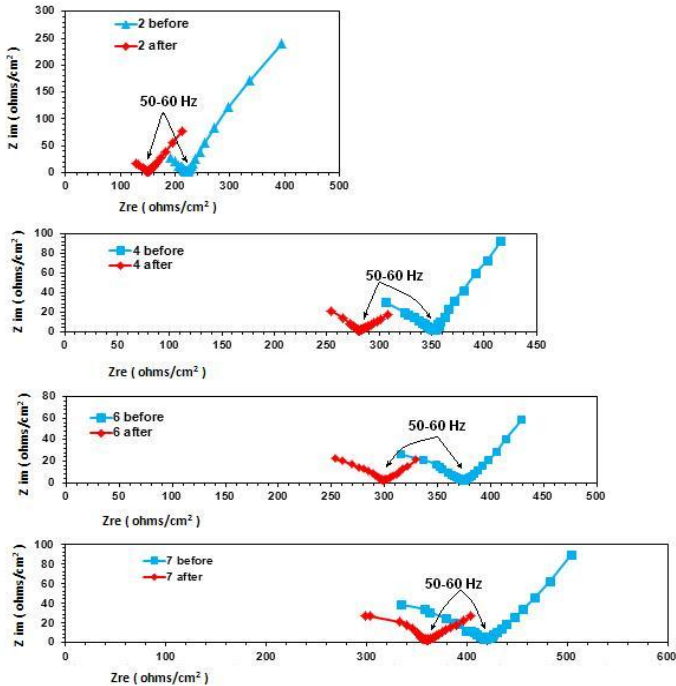 300
250
200
150
100
50
0
Z im ( ohms/cm² )
2 before
2 after
50-60 Hz
0 100 200 300 400 500
Zre ( ohms/cm² )
100
80
60
40
20
0
Z im ( ohms/cm² )
4 before
4 after
50-60 Hz
0 50 100 150 200 250 300 350 400 450
Zre ( ohms/cm² )
80
60
40
20
0
Z im ( ohms/cm² )
6 before
6 after
50-60 Hz
0 50 100 150 200 250 300 350 400 450 500
Zre ( ohms/cm² )
100
80
60
40
20
0
Z im ( ohms/cm² )
7 before
7 after
50-60 Hz
0 100 200 300 400 500 600
Zre ( ohms/cm² )